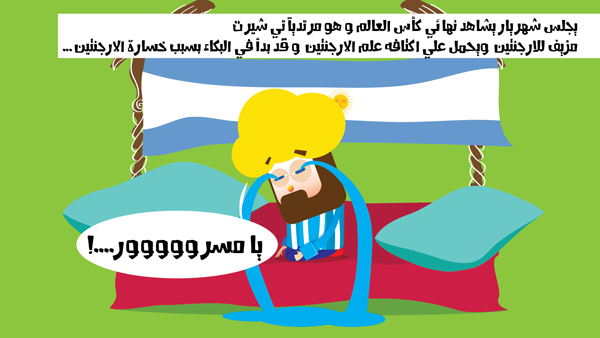 يجلس شهريار يشاهد نهائي كأس العالم و هو مرتدياً تي شيرت
مزيف للارجنتين ويحمل علي اكتافه علم الارجنتين و قد بدأ في البكاء بسبب خسارة الارجنتين ...
يا مسرووووور....!